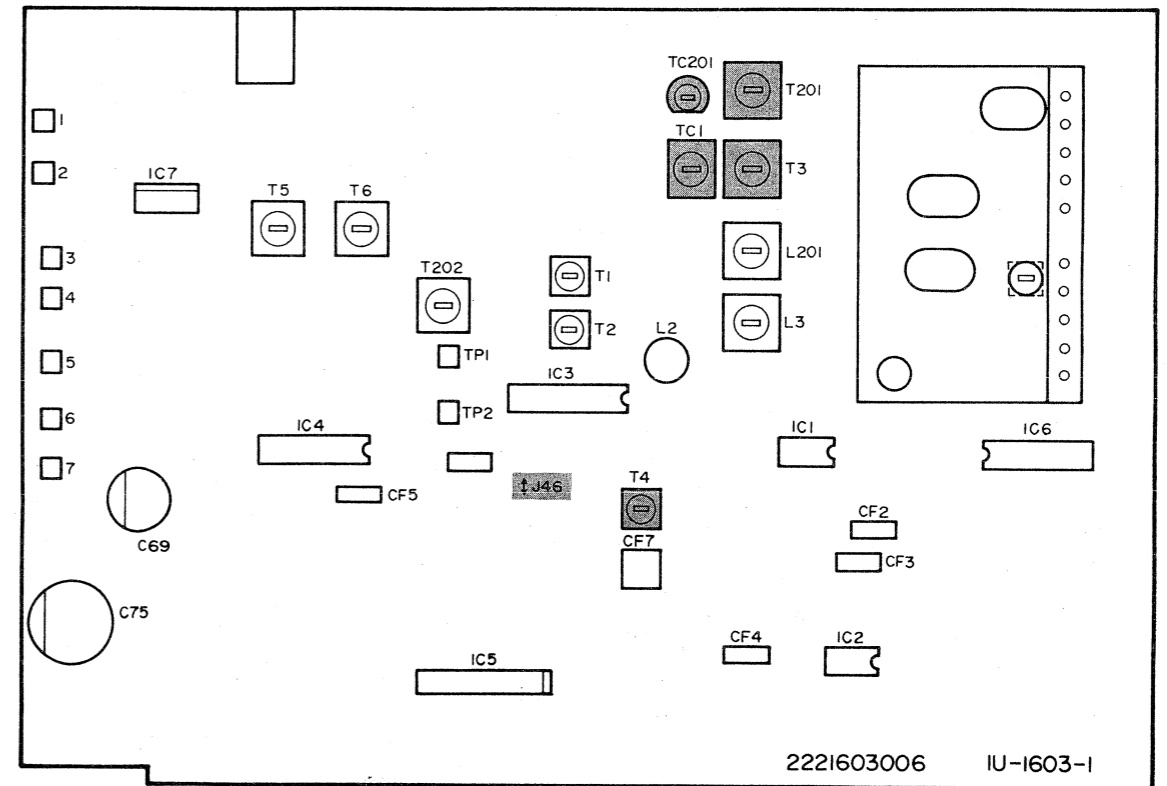 TC201
T201
TC1
T3
1
2
IC7
T5
T6
L201
3
T202
T1
4
L3
T2
L2
TP1
5
IC3
TP2
6
IC4
IC1
IC6
7
CF5
↕J46
T4
CF2
C69
CF7
CF3
C75
CF4
IC2
IC5
2221603006
1U-1603-1